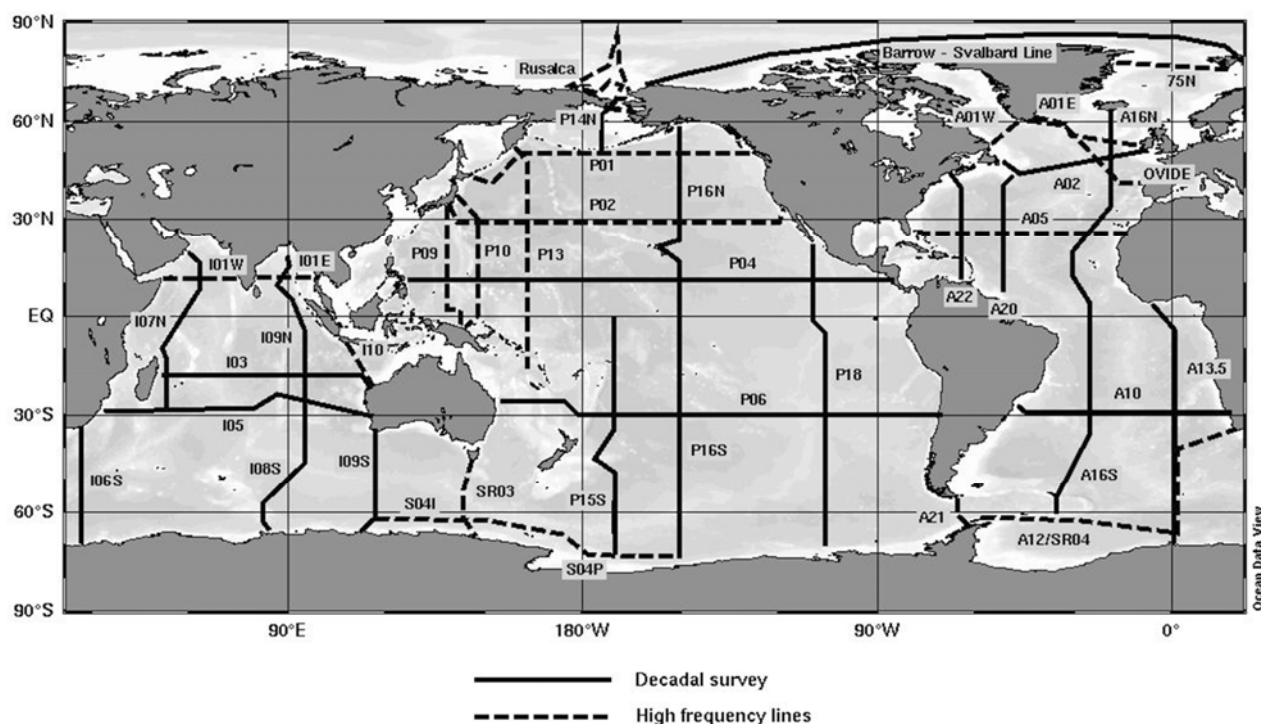 90°N
Barrow - Svalbard Line
Rusalca
75N
A01W
A01E
A16N
P14N
60°N
P01
OVIDE
A02
P16N
P02
30°N
A05
P09
P10
P13
I01W
I01E
P04
A22
A20
EQ
I07N
I09N
I10
I03
P18
A13.5
P06
A10
30°S
I05
P16S
I06S
I08S
I09S
SR03
P15S
A16S
S04I
60°S
A21
A12/SR04
S04P
90°S
90°E
180°W
90°W
0°
Ocean Data View
Decadal survey
High frequency lines